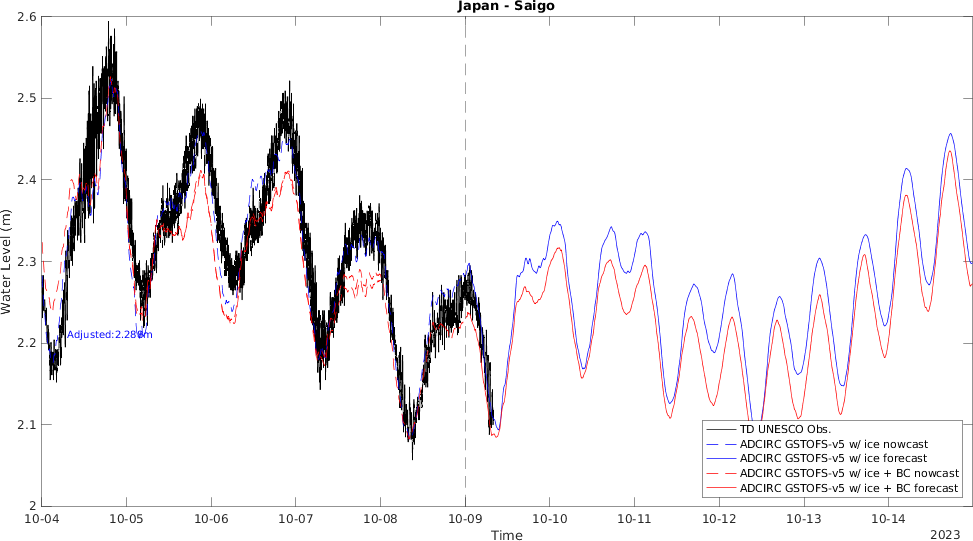 Japan - Saigo
2.6
2.5
2.4
2.3
2.2
2.1
2
Water Level (m)
TD UNESCO Obs.
ADCIRC GSTOFS-v5 w/ ice nowcast
ADCIRC GSTOFS-v5 w/ ice forecast
ADCIRC GSTOFS-v5 w/ ice + BC nowcast
ADCIRC GSTOFS-v5 w/ ice + BC forecast
10-04 10-05 10-06 10-07 10-08 10-09 10-10 10-11 10-12 10-13 10-14
Time
2023